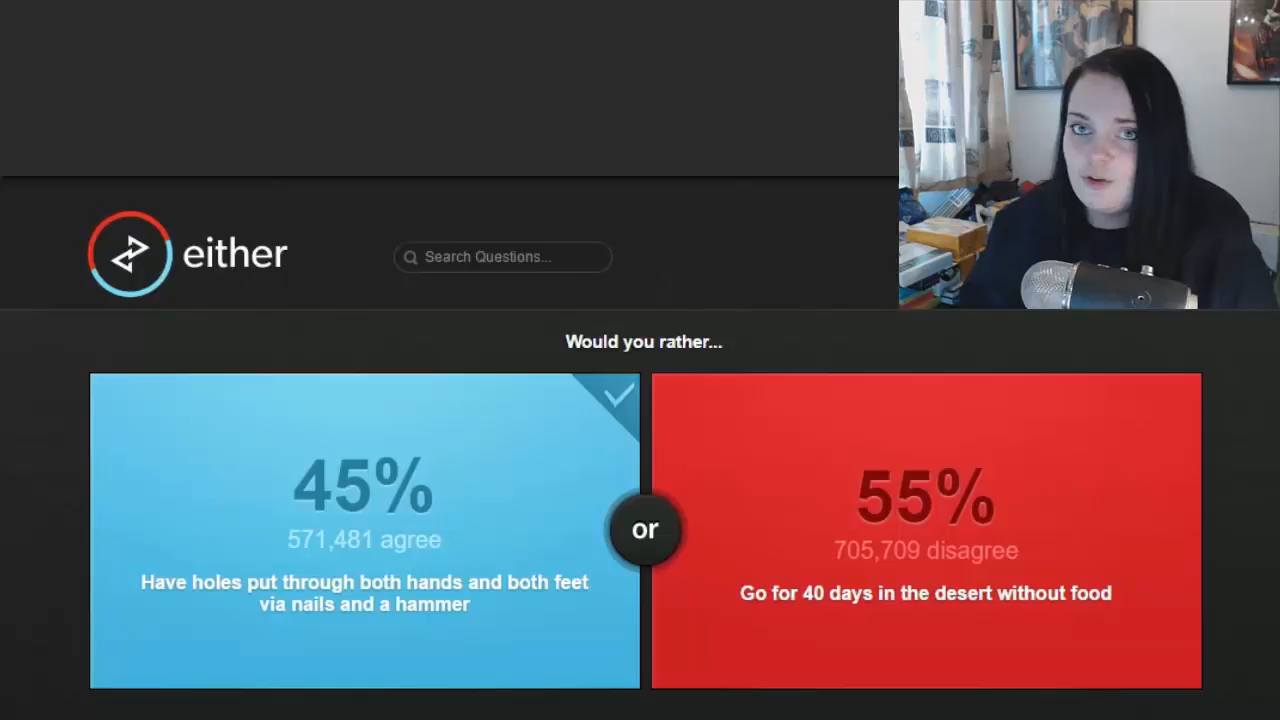 either
Search Questions...
Would you rather...
45%
571,481 agree
Have holes put through both hands and both feet
via nails and a hammer
or
55%
705,709 disagree
Go for 40 days in the desert without food